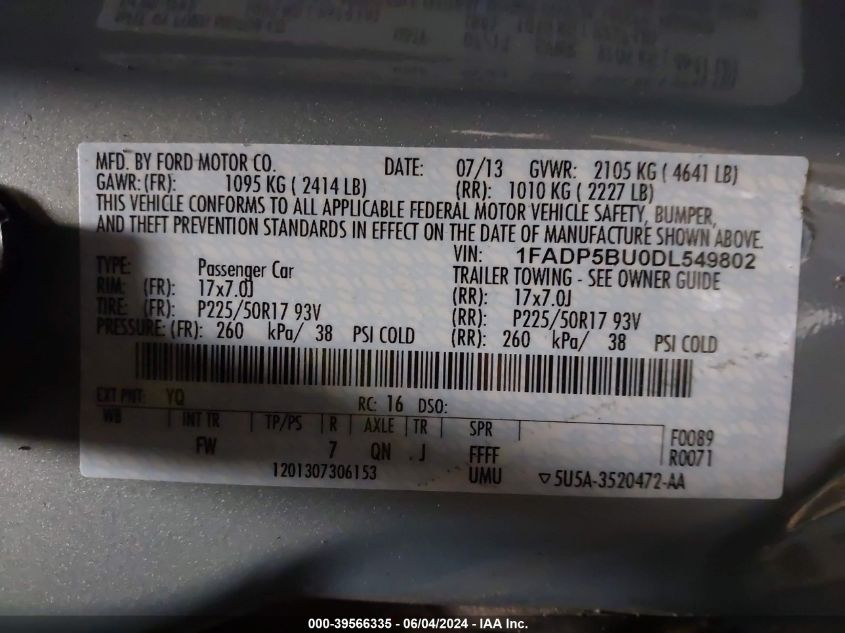 MFD. BY FORD MOTOR CO. DATE: 07/13 GVWR: 2105 KG ( 4641 LB)
GAWR: (FR): 1095 KG ( 2414 LB) (RR): 1010 KG ( 2227 LB)
THIS VEHICLE CONFORMS TO ALL APPLICABLE FEDERAL MOTOR VEHICLE SAFETY, BUMPER,
AND THEFT PREVENTION STANDARDS IN EFFECT ON THE DATE OF MANUFACTURE SHOWN ABOVE.
VIN: 1FADP5BU0DL549802
TYPE: Passenger Car TRAILER TOWING - SEE OWNER GUIDE
RIM: (FR): 17x7.0J (RR): 17x7.0J
TIRE: (FR): P225/50R17 93V (RR): P225/50R17 93V
PRESSURE: (FR): 260 kPa/ 38 PSI COLD (RR): 260 kPa/ 38 PSI COLD
EXT PNT: YQ RC: 16 DSO:
WB INT TR TP/PS R AXLE TR SPR F0089
FW 7 QN . J FFFF R0071
1201307306153 UMU ▽5U5A-3520472-AA
000-39566335 - 06/04/2024 - IAA Inc.